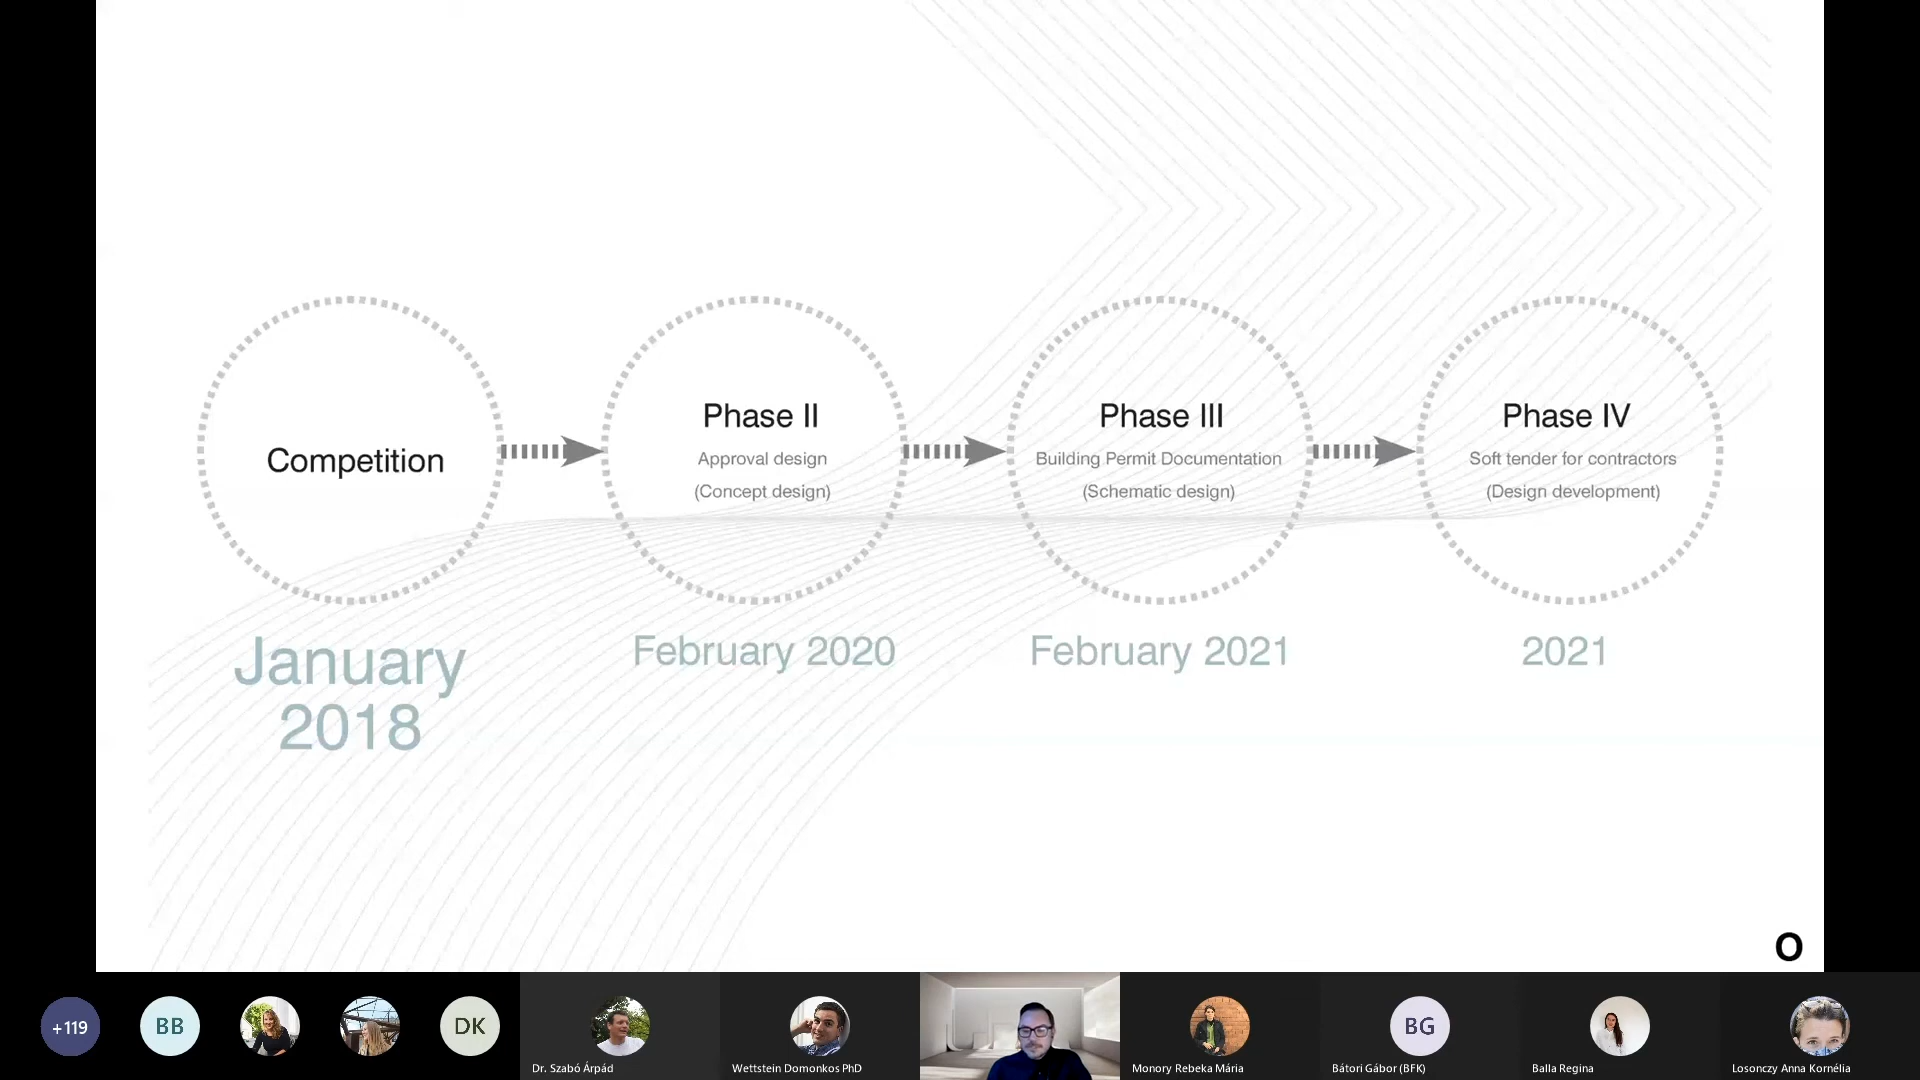 Competition
Phase II
Approval design
(Concept design)
Phase III
Building Permit Documentation
(Schematic design)
Phase IV
Soft tender for contractors
(Design development)
January
2018
February 2020
February 2021
2021
O
+119
BB
DK
Dr. Szabó Árpád
Wettstein Domonkos PhD
Monory Rebeka Mária
BG
Bátori Gábor (BFK)
Balla Regina
Losonczy Anna Kornélia